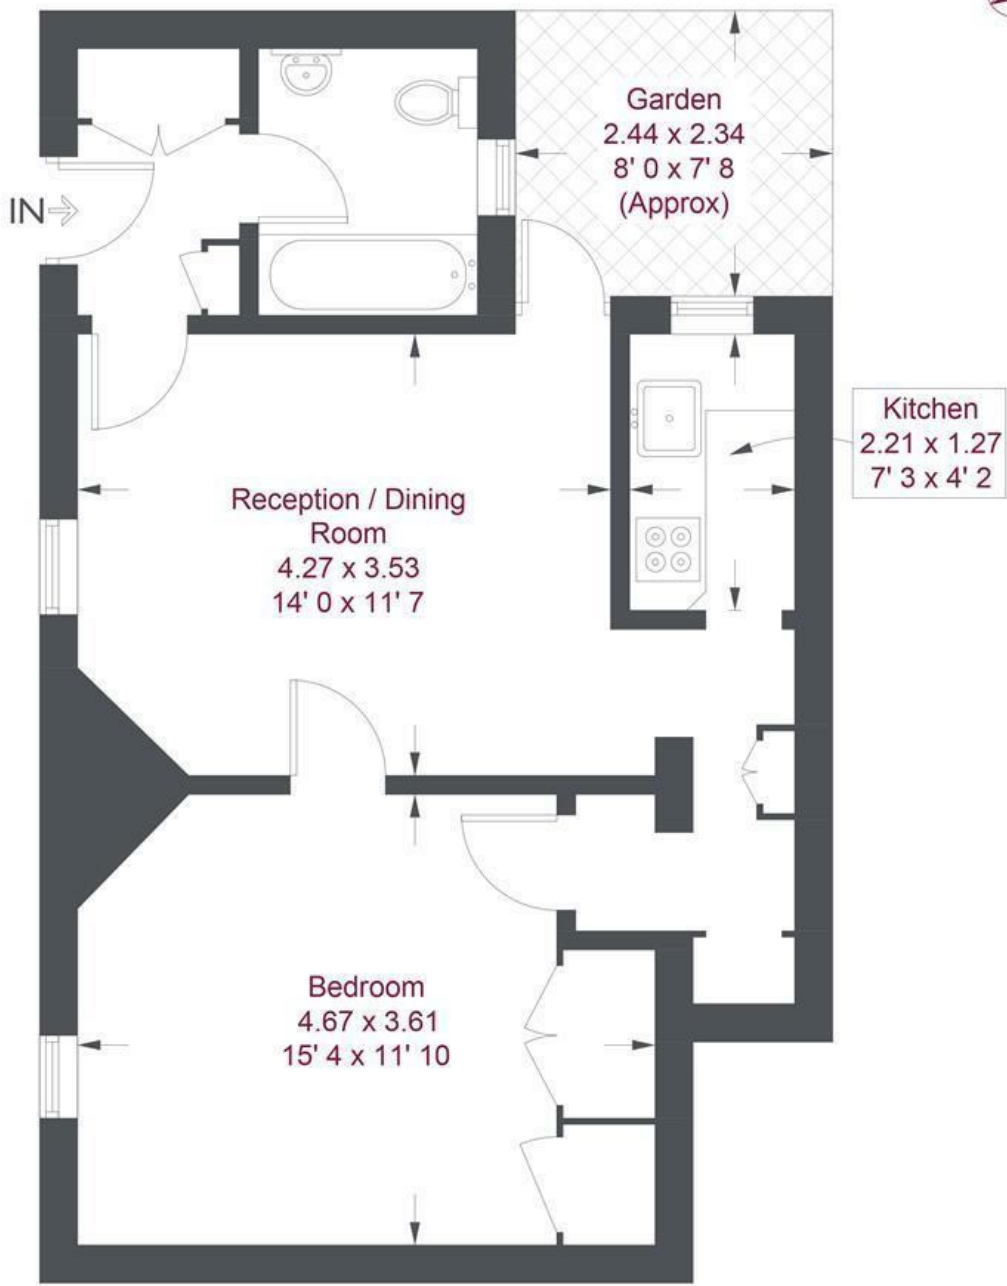 Garden
2.44 x 2.34
8' 0 x 7' 8
(Approx)
IN
Kitchen
2.21 x 1.27
7' 3 x 4' 2
Reception / Dining
Room
4.27 x 3.53
14' 0 x 11' 7
Bedroom
4.67 x 3.61
15' 4 x 11' 10